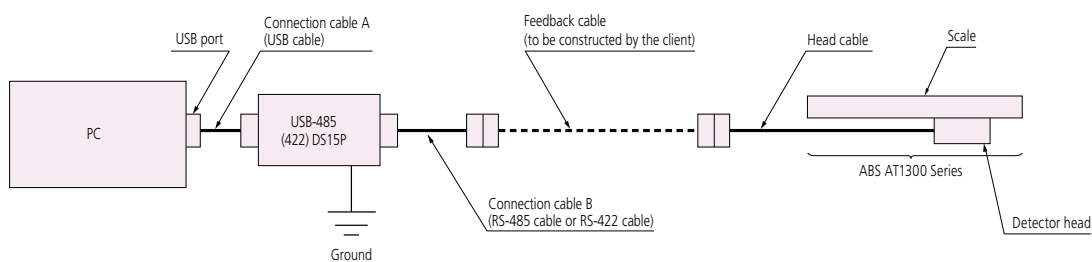 Connection cable A
(USB cable)
USB port
Feedback cable
(to be constructed by the client)
Head cable
Scale
PC
USB-485
(422) DS15P
ABS AT1300 Series
Connection cable B
(RS-485 cable or RS-422 cable)
Detector head
Ground